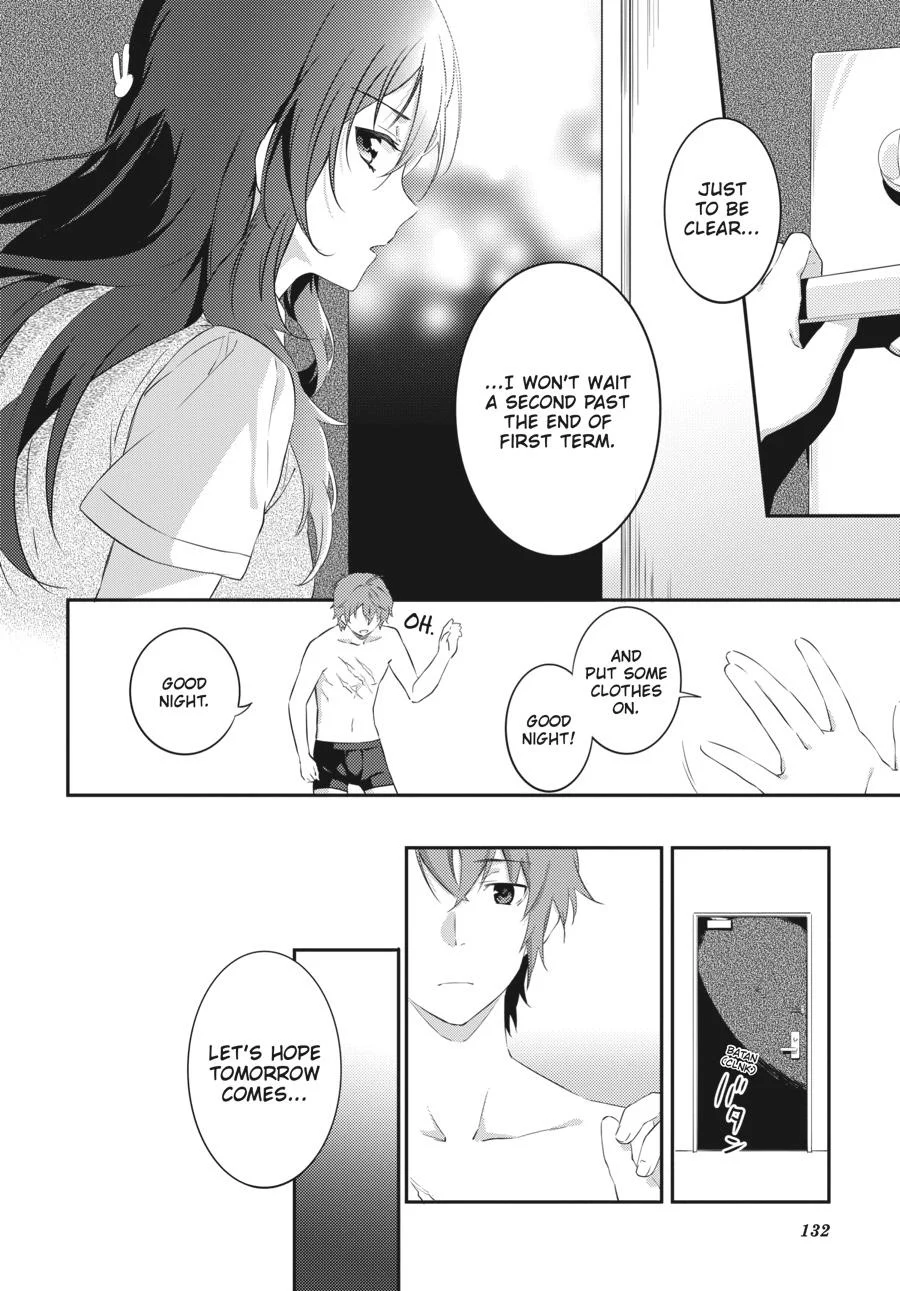 JUST
TO BE
CLEAR...
...I WON'T WAIT
A SECOND PAST
THE END OF
FIRST TERM.
AND
PUT SOME
CLOTHES
ON.
GOOD
NIGHT!
OH.
GOOD
NIGHT.
BATAN
(CLNK)
バタン
LET'S HOPE
TOMORROW
COMES...
132